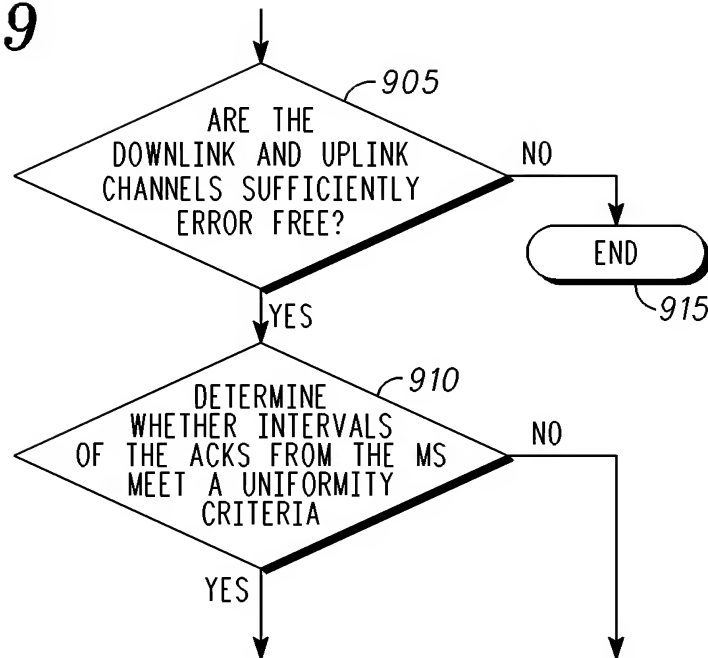 9
905
ARE THE
DOWNLINK AND UPLINK
CHANNELS SUFFICIENTLY
ERROR FREE?
NO
END
915
YES
910
DETERMINE
WHETHER INTERVALS
OF THE ACKS FROM THE MS
MEET A UNIFORMITY
CRITERIA
NO
YES